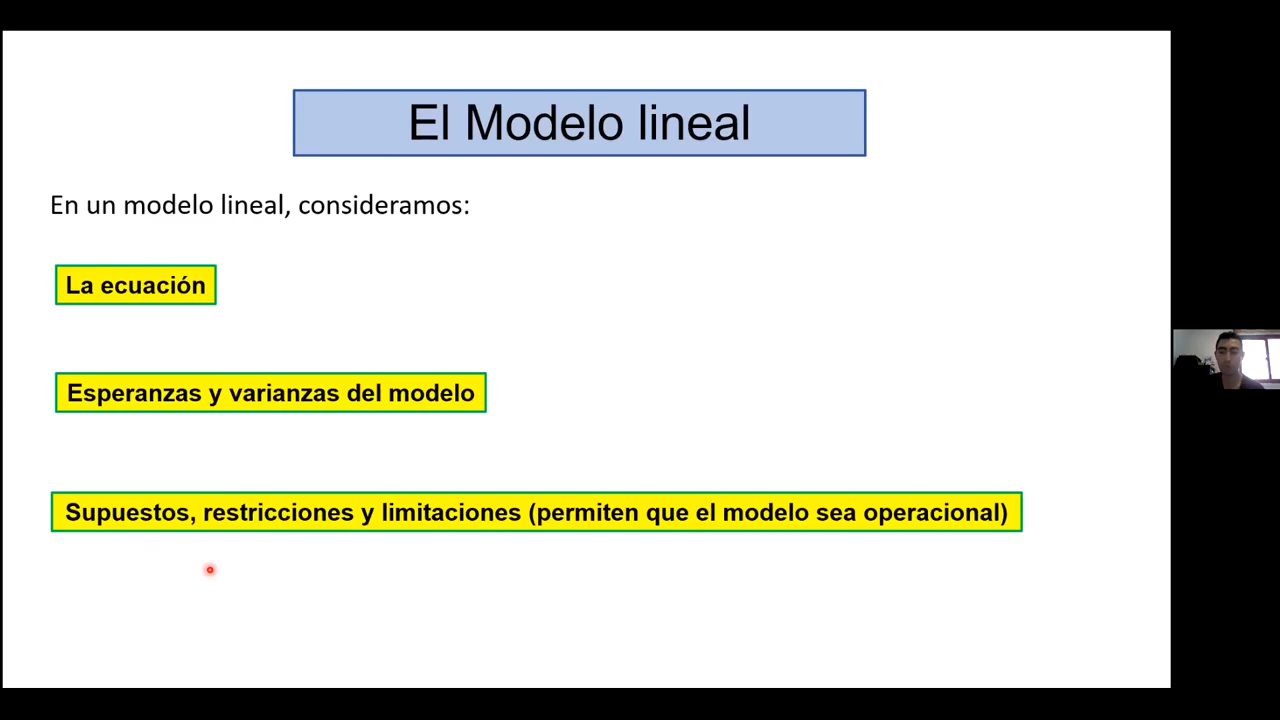 El Modelo lineal
En un modelo lineal, consideramos:
La ecuación
Esperanzas y varianzas del modelo
Supuestos, restricciones y limitaciones (permiten que el modelo sea operacional)